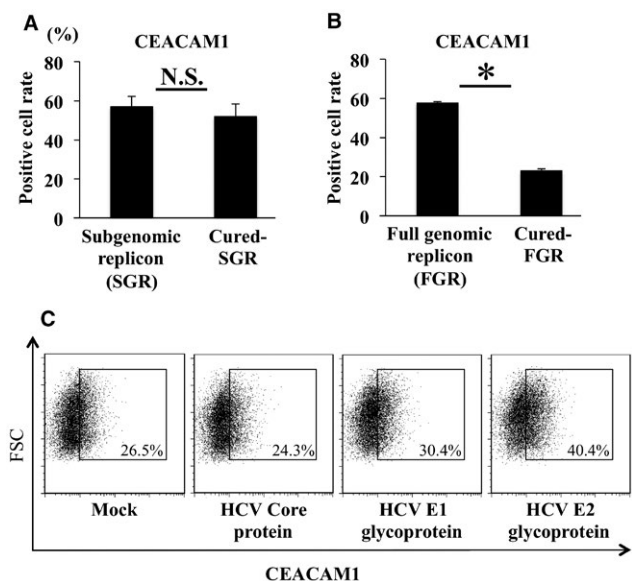 A
(%)
CEACAM1
N.S.
Positive cell rate
80
60
40
20
0
Subgenomic
replicon
(SGR)
Cured-
SGR
B
CEACAM1
*
Positive cell rate
80
60
40
20
0
Full genomic
replicon
(FGR)
Cured-
FGR
C
FSC
26.5%
24.3%
30.4%
40.4%
Mock
HCV Core
protein
HCV E1
glycoprotein
HCV E2
glycoprotein
CEACAM1